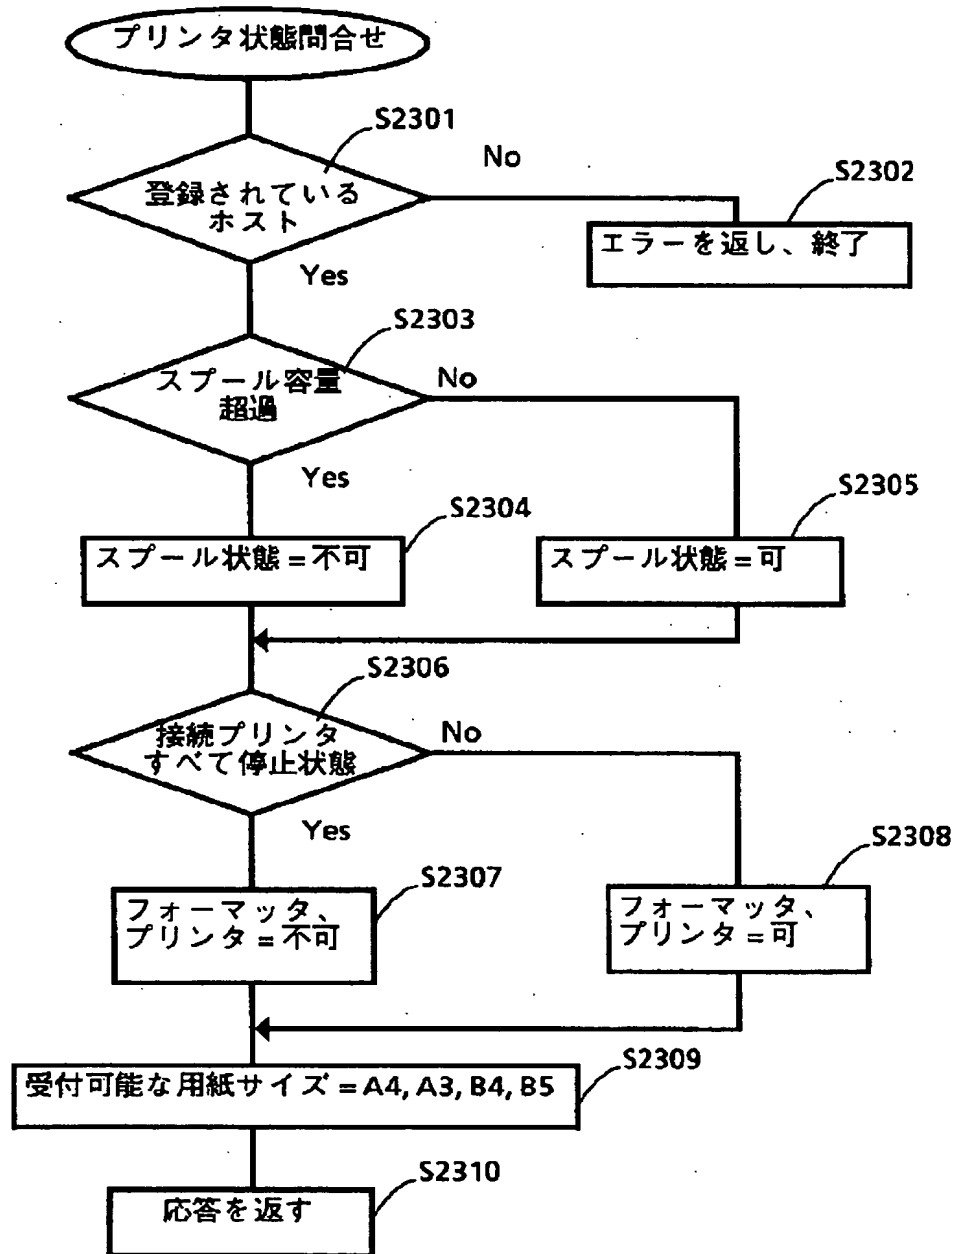 プリンタ状態問合せ
S2301
No
登録されている
ホスト
S2302
エラーを返し、終了
Yes
S2303
スプール容量
超過
No
Yes
S2304
スプール状態=不可
S2305
スプール状態=可
S2306
接続プリンタ
すべて停止状態
No
Yes
S2307
フォーマッタ、
プリンタ=不可
S2308
フォーマッタ、
プリンタ=可
S2309
受付可能な用紙サイズ=A4, A3, B4, B5
S2310
応答を返す